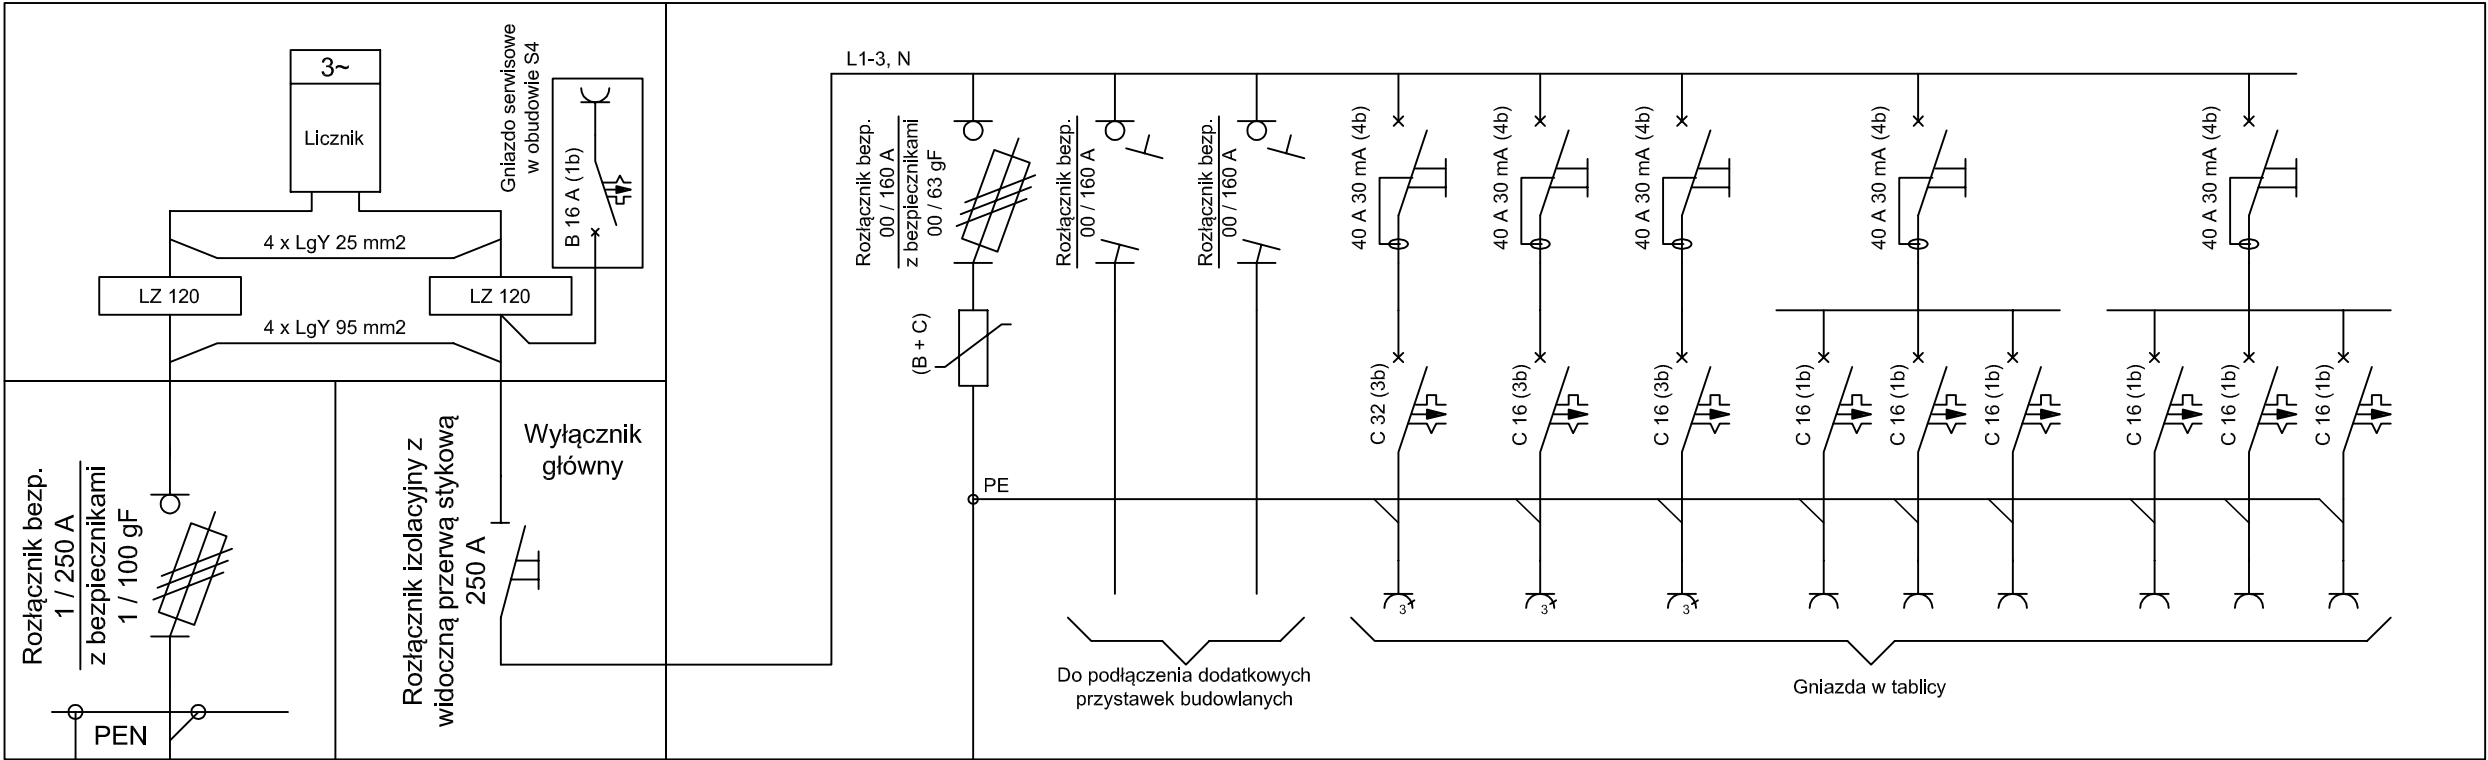 3~
Licznik
Gniazdo serwisowe
w obudowie S4
B 16 A (1b)
4 x LgY 25 mm2
LZ 120
LZ 120
4 x LgY 95 mm2
Rozłącznik bezp.
1 / 250 A
z bezpiecznikami
1 / 100 gF
PEN
Rozłącznik izolacyjny z
widoczną przerwą stykową
250 A
Wyłącznik
główny
L1-3, N
Rozłącznik bezp.
00 / 160 A
z bezpiecznikami
00 / 63 gF
(B + C)
PE
Rozłącznik bezp.
00 / 160 A
Rozłącznik bezp.
00 / 160 A
40 A 30 mA (4b)
40 A 30 mA (4b)
40 A 30 mA (4b)
40 A 30 mA (4b)
40 A 30 mA (4b)
C 32 (3b)
C 16 (3b)
C 16 (3b)
C 16 (1b)
C 16 (1b)
C 16 (1b)
C 16 (1b)
C 16 (1b)
C 16 (1b)
3
3
3
Do podłączenia dodatkowych
przystawek budowlanych
Gniazda w tablicy